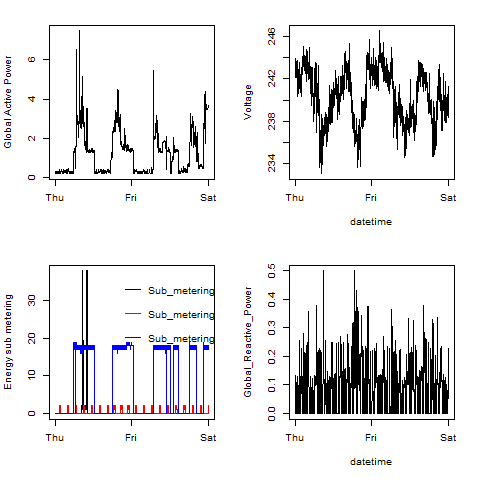 Global Active Power
0 2 4 6
Thu Fri Sat
Voltage
234 238 242 246
Thu Fri Sat
datetime
Energy sub metering
0 10 20 30
Sub_metering
Sub_metering
Sub_metering
Thu Fri Sat
Global_Reactive_Power
0.0 0.1 0.2 0.3 0.4 0.5
Thu Fri Sat
datetime